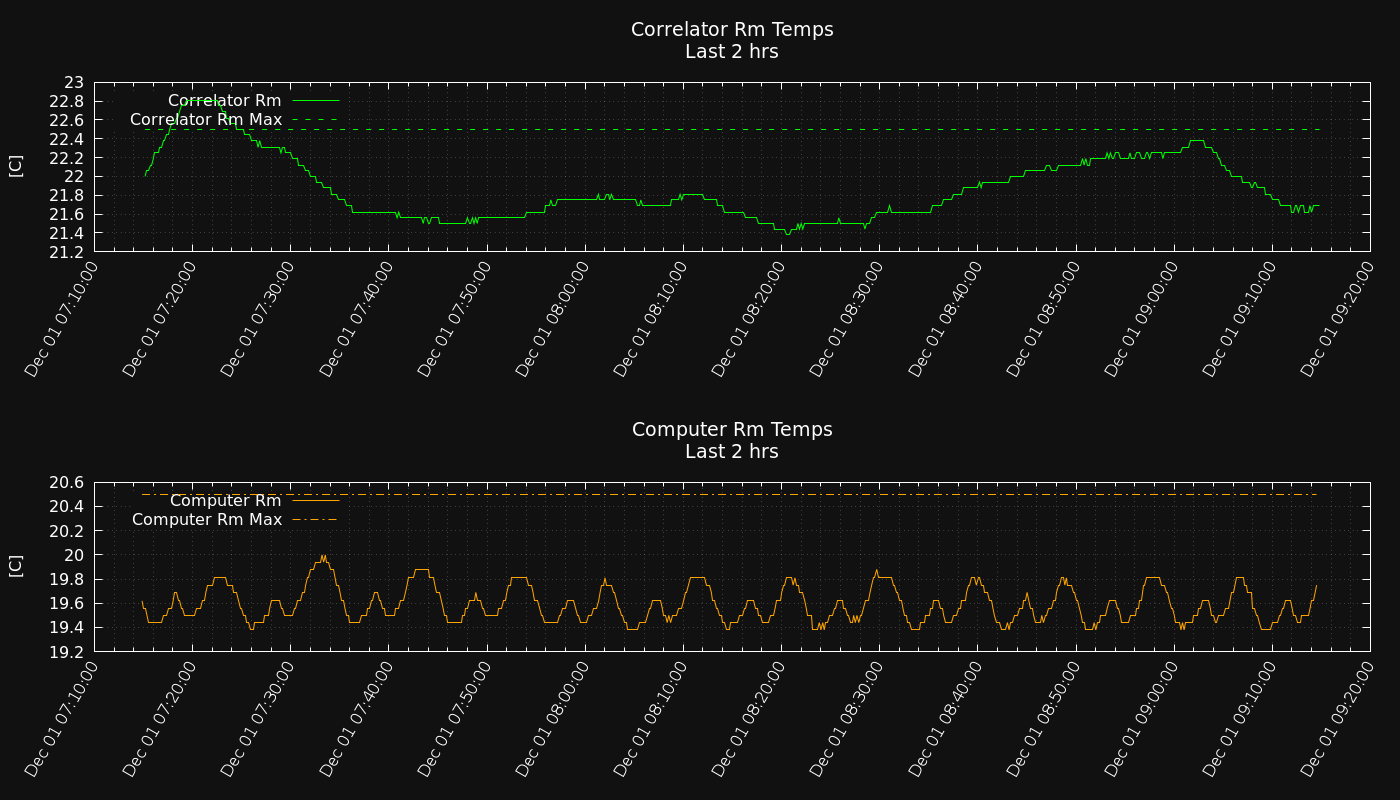 Correlator Rm Temps
Last 2 hrs
[C]
23
22.8
22.6
22.4
22.2
22
21.8
21.6
21.4
21.2
Correlator Rm
Correlator Rm Max
Dec 01 07:10:00
Dec 01 07:20:00
Dec 01 07:30:00
Dec 01 07:40:00
Dec 01 07:50:00
Dec 01 08:00:00
Dec 01 08:10:00
Dec 01 08:20:00
Dec 01 08:30:00
Dec 01 08:40:00
Dec 01 08:50:00
Dec 01 09:00:00
Dec 01 09:10:00
Dec 01 09:20:00
Computer Rm Temps
Last 2 hrs
[C]
20.6
20.4
20.2
20
19.8
19.6
19.4
19.2
Computer Rm
Computer Rm Max
Dec 01 07:10:00
Dec 01 07:20:00
Dec 01 07:30:00
Dec 01 07:40:00
Dec 01 07:50:00
Dec 01 08:00:00
Dec 01 08:10:00
Dec 01 08:20:00
Dec 01 08:30:00
Dec 01 08:40:00
Dec 01 08:50:00
Dec 01 09:00:00
Dec 01 09:10:00
Dec 01 09:20:00